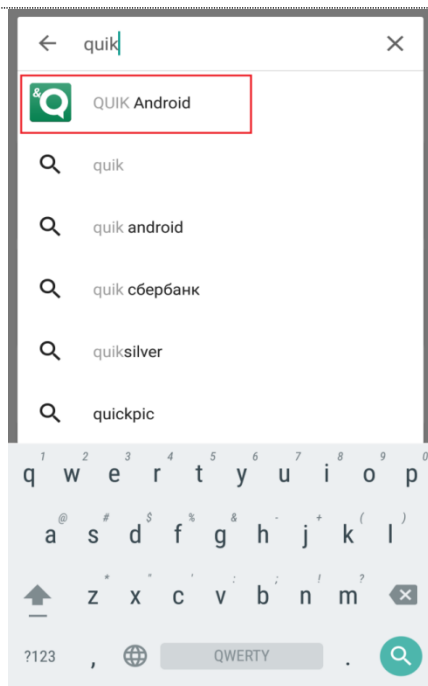 quik
& Q QUIK Android
quik
quik android
quik сбербанк
quiksilver
quickpic
1 2 3 4 5 6 7 8 9 0
q w e r t y u i o p
@ # $ % & - + ( )
a s d f g h j k l
* " ' : ; ! ?
z x c v b n m
?123 , QWERTY .